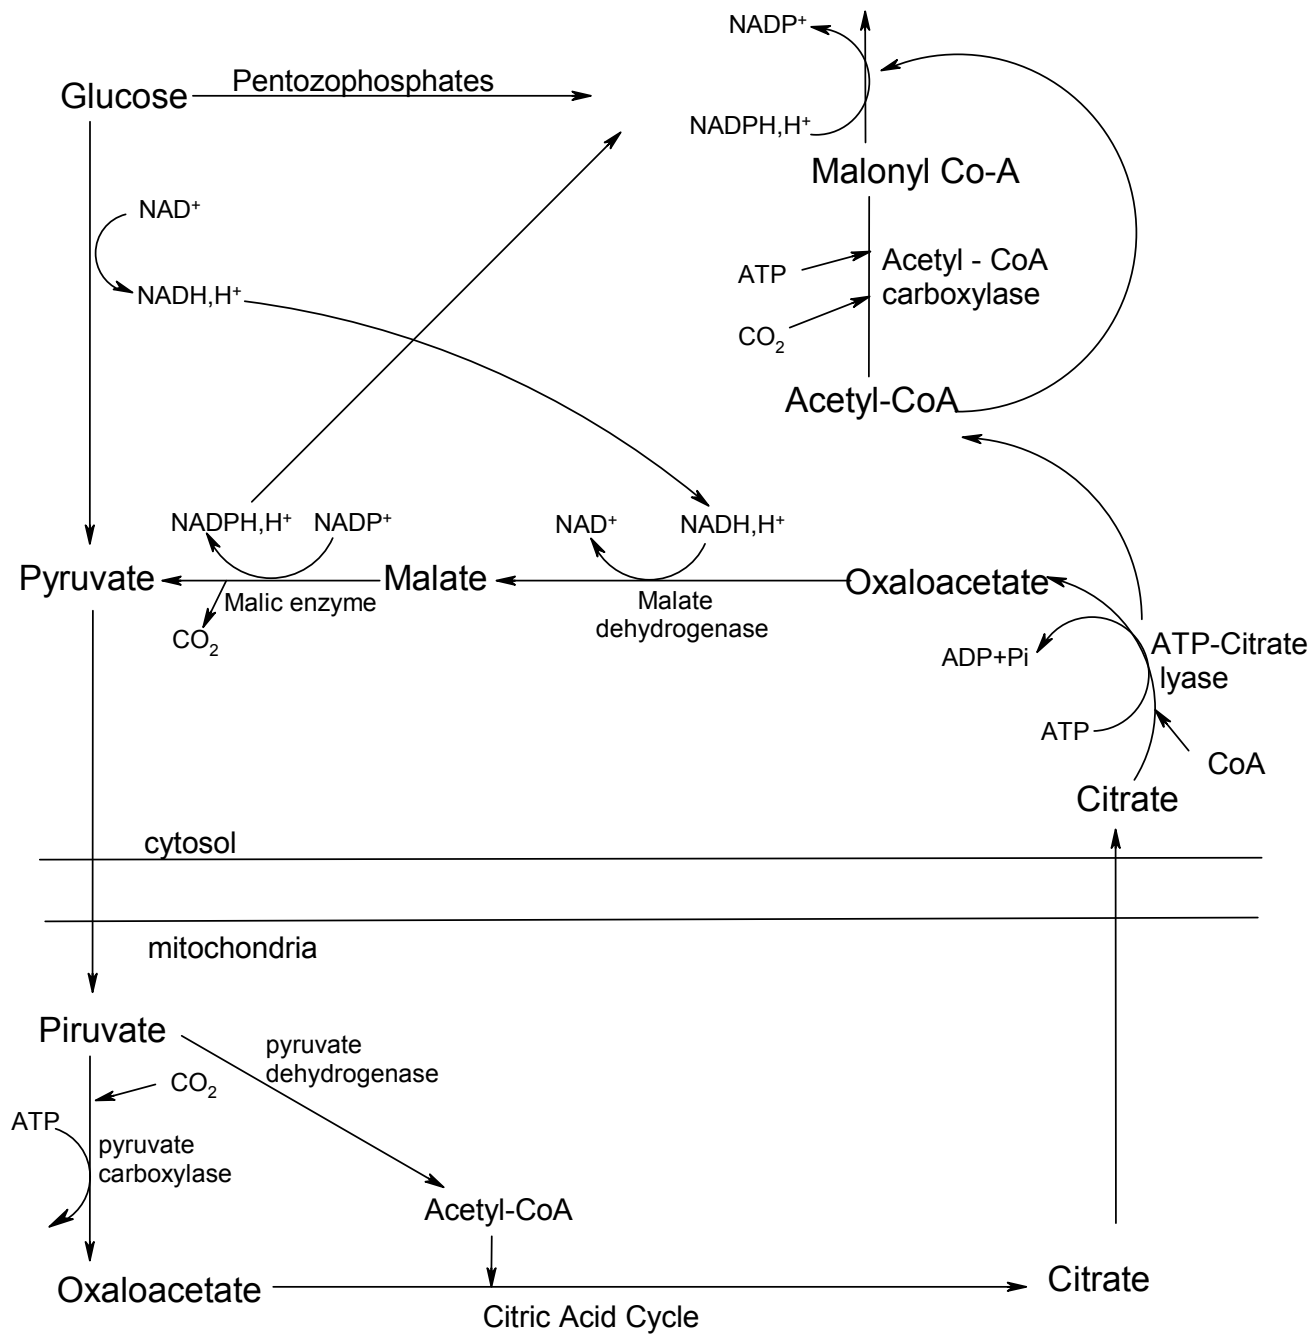 NADP⁺
Glucose
Pentozophosphates
NADPH,H⁺
Malonyl Co-A
NAD⁺
ATP
Acetyl - CoA
carboxylase
NADH,H⁺
CO₂
Acetyl-CoA
NADPH,H⁺
NADP⁺
NAD⁺
NADH,H⁺
Pyruvate
Malate
Oxaloacetate
Malic enzyme
Malate
dehydrogenase
CO₂
ADP+Pi
ATP-Citrate
lyase
ATP
CoA
Citrate
cytosol
mitochondria
Piruvate
pyruvate
dehydrogenase
CO₂
ATP
pyruvate
carboxylase
Acetyl-CoA
Oxaloacetate
Citrate
Citric Acid Cycle